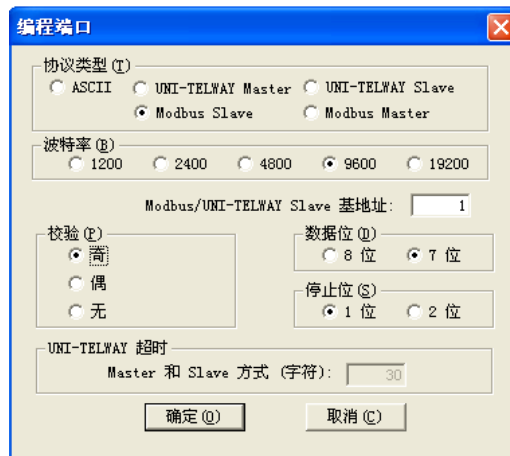 编程端口
协议类型(T)
ASCII UNI-TELWAY Master UNI-TELWAY Slave
Modbus Slave Modbus Master
波特率(B)
1200 2400 4800 9600 19200
Modbus/UNI-TELWAY Slave 基地址: 1
校验(P)
奇
偶
无
数据位(D)
8 位 7 位
停止位(S)
1 位 2 位
UNI-TELWAY 超时
Master 和 Slave 方式 (字符): 30
确定(O) 取消(C)